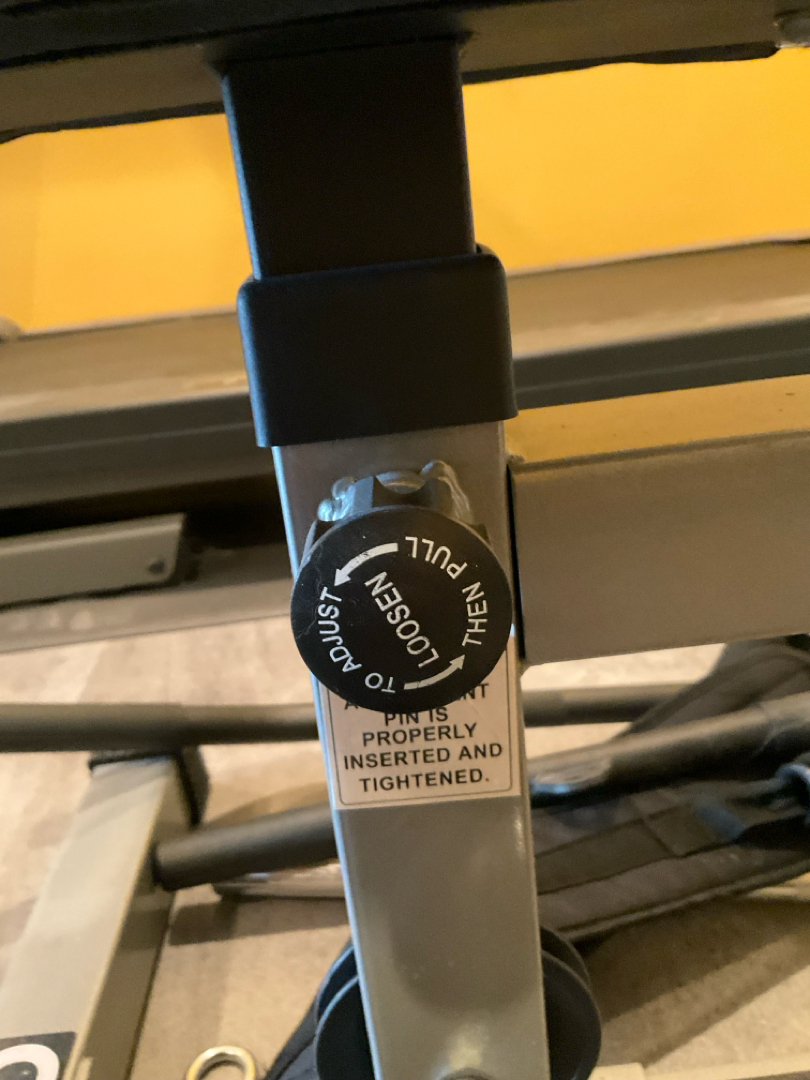 TO ADJUST
LOOSEN
THEN PULL
PIN IS
PROPERLY
INSERTED AND
TIGHTENED.